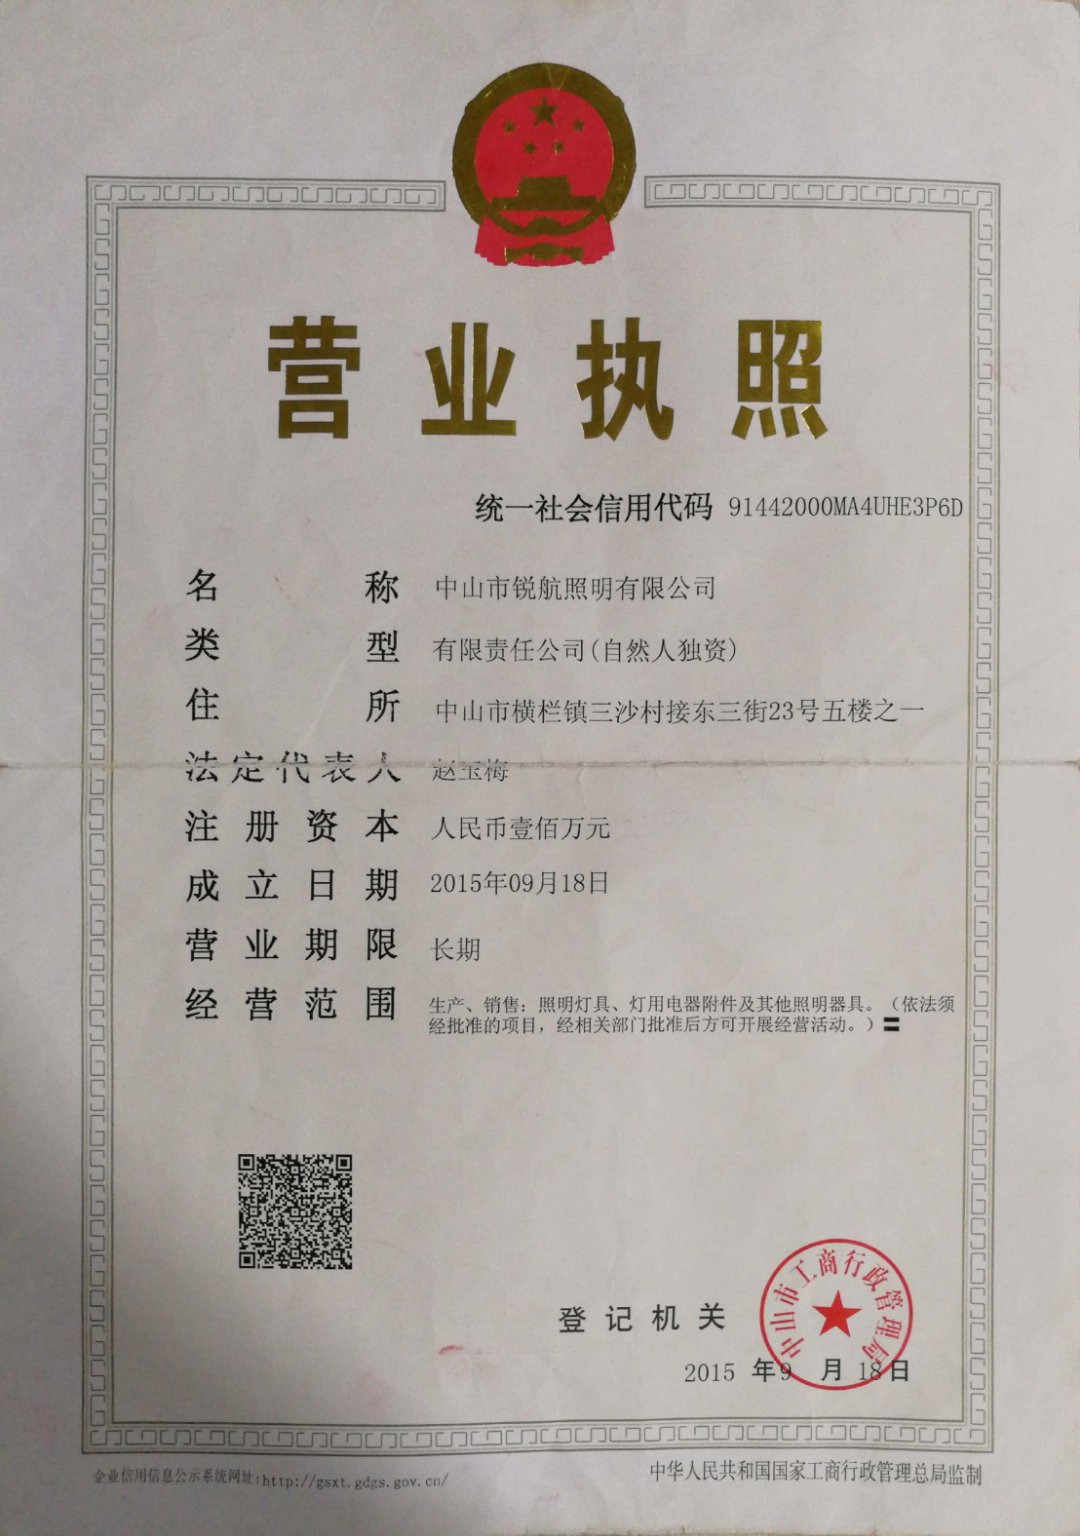 营业执照
统一社会信用代码 91442000MA4UHE3P6D
名称 中山市锐航照明有限公司
类型 有限责任公司(自然人独资)
住所 中山市横栏镇三沙村接东三街23号五楼之一
法定代表人 赵玉梅
注册资本 人民币壹佰万元
成立日期 2015年09月18日
营业期限 长期
经营范围 生产、销售：照明灯具、灯用电器附件及其他照明器具。（依法须
经批准的项目，经相关部门批准后方可开展经营活动。）〓
登记机关
中山市工商行政管理局
2015 年9 月 18日
企业信用信息公示系统网址:http://gsxt.gdgs.gov.cn/
中华人民共和国国家工商行政管理总局监制